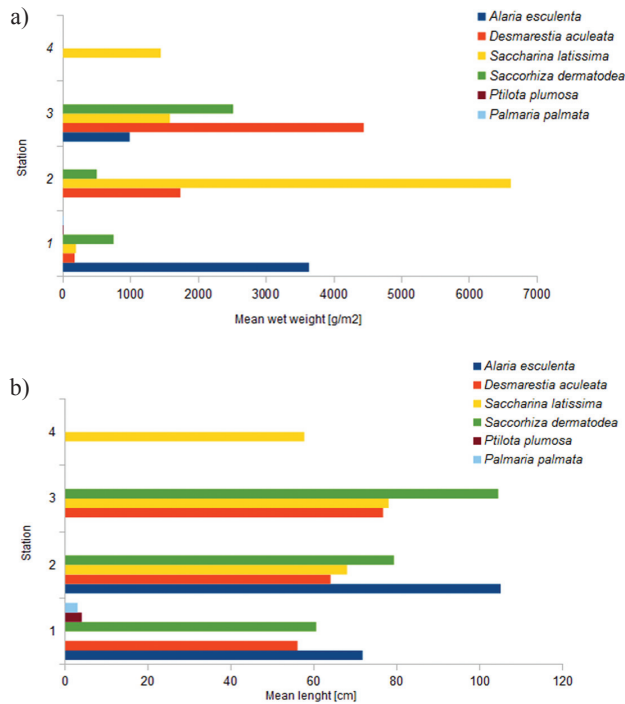 a)
Alaria esculenta
Desmarestia aculeata
Saccharina latissima
Saccorhiza dermatodea
Ptilota plumosa
Palmaria palmata
4
3
2
1
Station
0 1000 2000 3000 4000 5000 6000 7000
Mean wet weight [g/m2]
b)
Alaria esculenta
Desmarestia aculeata
Saccharina latissima
Saccorhiza dermatodea
Ptilota plumosa
Palmaria palmata
4
3
2
1
Station
0 20 40 60 80 100 120
Mean lenght [cm]